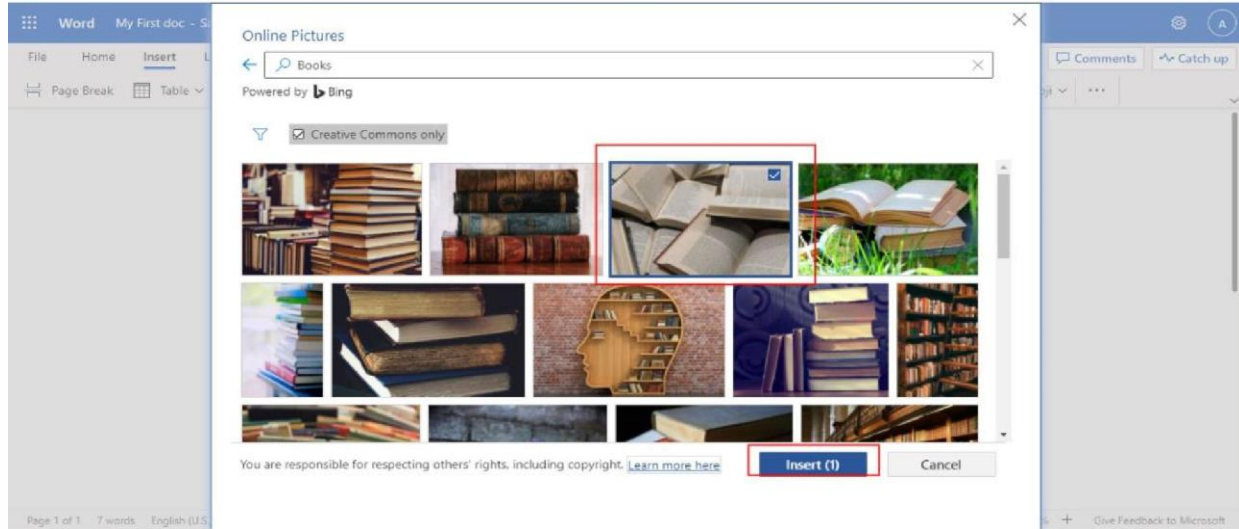 Word My First doc - Sa
Online Pictures
A
File Home Insert L
Books
Comments Catch up
Page Break Table
Powered by Bing
oji ...
Creative Commons only
You are responsible for respecting others' rights, including copyright. Learn more here
Insert (1) Cancel
Page 1 of 1 7 words English (U.S.
% + Give Feedback to Microsoft